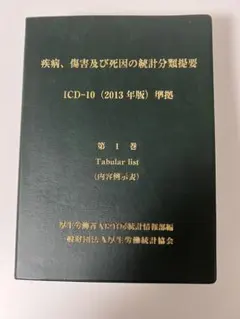 疾病、傷害及び死因の統計分類提要
ICD-10（2013年版）準拠
第Ⅰ巻
Tabular list
（内容例示表）
厚生労働省大臣官房統計情報部編
一般財団法人厚生労働統計協会